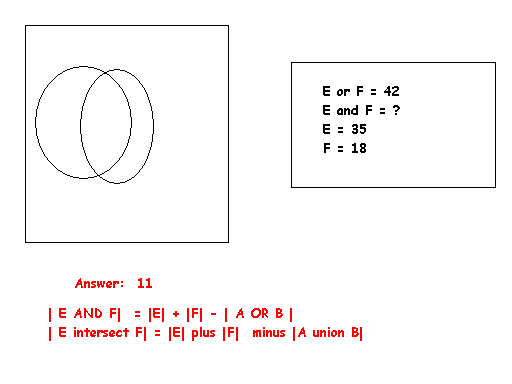 E or F = 42
E and F = ?
E = 35
F = 18
Answer: 11
| E AND F| = |E| + |F| - | A OR B |
| E intersect F| = |E| plus |F| minus |A union B|